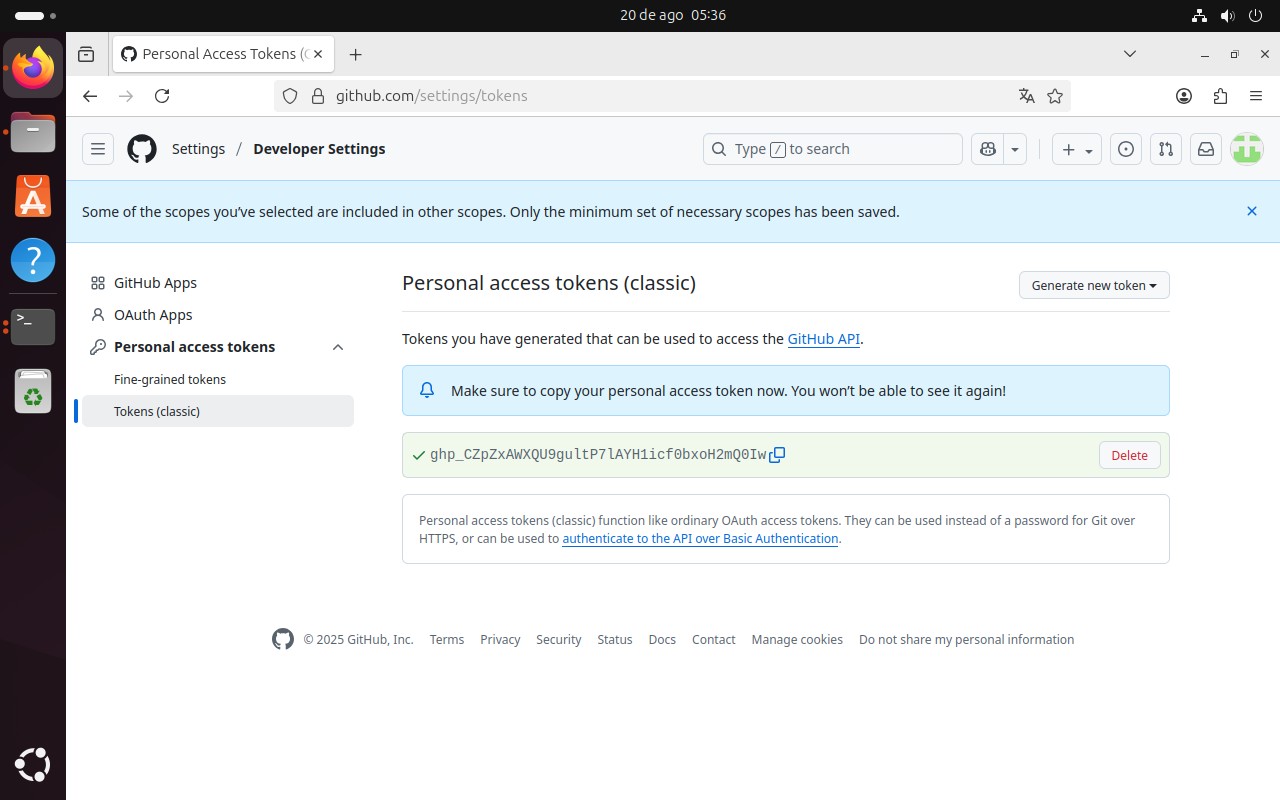 20 de ago 05:36
Personal Access Tokens (C
github.com/settings/tokens
Settings / Developer Settings
Type / to search
Some of the scopes you've selected are included in other scopes. Only the minimum set of necessary scopes has been saved.
GitHub Apps
OAuth Apps
Personal access tokens
Fine-grained tokens
Tokens (classic)
Personal access tokens (classic)
Generate new token
Tokens you have generated that can be used to access the GitHub API.
Make sure to copy your personal access token now. You won't be able to see it again!
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
Delete
Personal access tokens (classic) function like ordinary OAuth access tokens. They can be used instead of a password for Git over
HTTPS, or can be used to authenticate to the API over Basic Authentication.
© 2025 GitHub, Inc. Terms Privacy Security Status Docs Contact Manage cookies Do not share my personal information